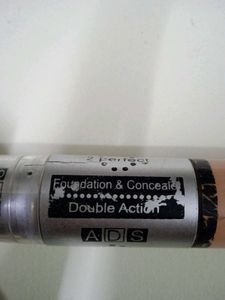 2 perfect
Foundation & Concealer
Double Action
ADS